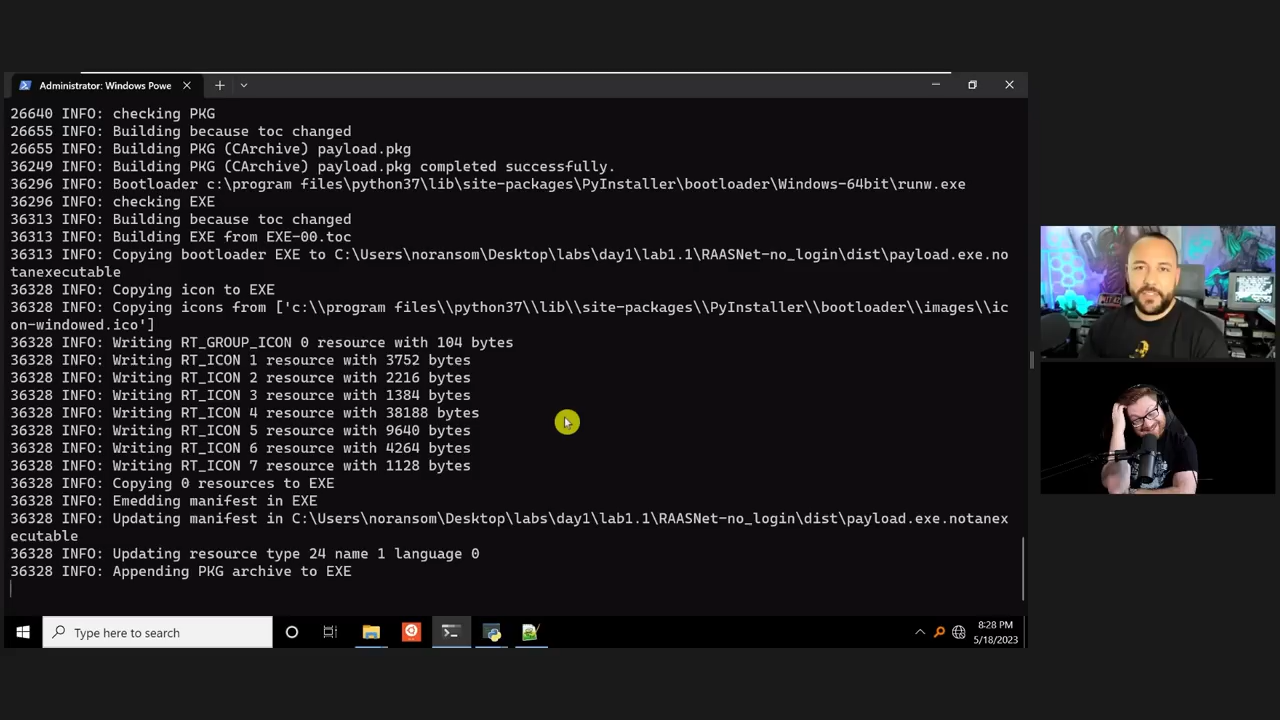 Administrator: Windows Powe
26640 INFO: checking PKG
26655 INFO: Building because toc changed
26655 INFO: Building PKG (CArchive) payload.pkg
36249 INFO: Building PKG (CArchive) payload.pkg completed successfully.
36296 INFO: Bootloader c:\program files\python37\lib\site-packages\PyInstaller\bootloader\Windows-64bit\runw.exe
36296 INFO: checking EXE
36313 INFO: Building because toc changed
36313 INFO: Building EXE from EXE-00.toc
36313 INFO: Copying bootloader EXE to C:\Users\noransom\Desktop\labs\day1\lab1.1\RAASNet-no_login\dist\payload.exe.no
tanexecutable
36328 INFO: Copying icon to EXE
36328 INFO: Copying icons from ['c:\\program files\\python37\\lib\\site-packages\\PyInstaller\\bootloader\\images\\ic
on-windowed.ico']
36328 INFO: Writing RT_GROUP_ICON 0 resource with 104 bytes
36328 INFO: Writing RT_ICON 1 resource with 3752 bytes
36328 INFO: Writing RT_ICON 2 resource with 2216 bytes
36328 INFO: Writing RT_ICON 3 resource with 1384 bytes
36328 INFO: Writing RT_ICON 4 resource with 38188 bytes
36328 INFO: Writing RT_ICON 5 resource with 9640 bytes
36328 INFO: Writing RT_ICON 6 resource with 4264 bytes
36328 INFO: Writing RT_ICON 7 resource with 1128 bytes
36328 INFO: Copying 0 resources to EXE
36328 INFO: Emedding manifest in EXE
36328 INFO: Updating manifest in C:\Users\noransom\Desktop\labs\day1\lab1.1\RAASNet-no_login\dist\payload.exe.notanex
ecutable
36328 INFO: Updating resource type 24 name 1 language 0
36328 INFO: Appending PKG archive to EXE
Type here to search
8:28 PM
5/18/2023